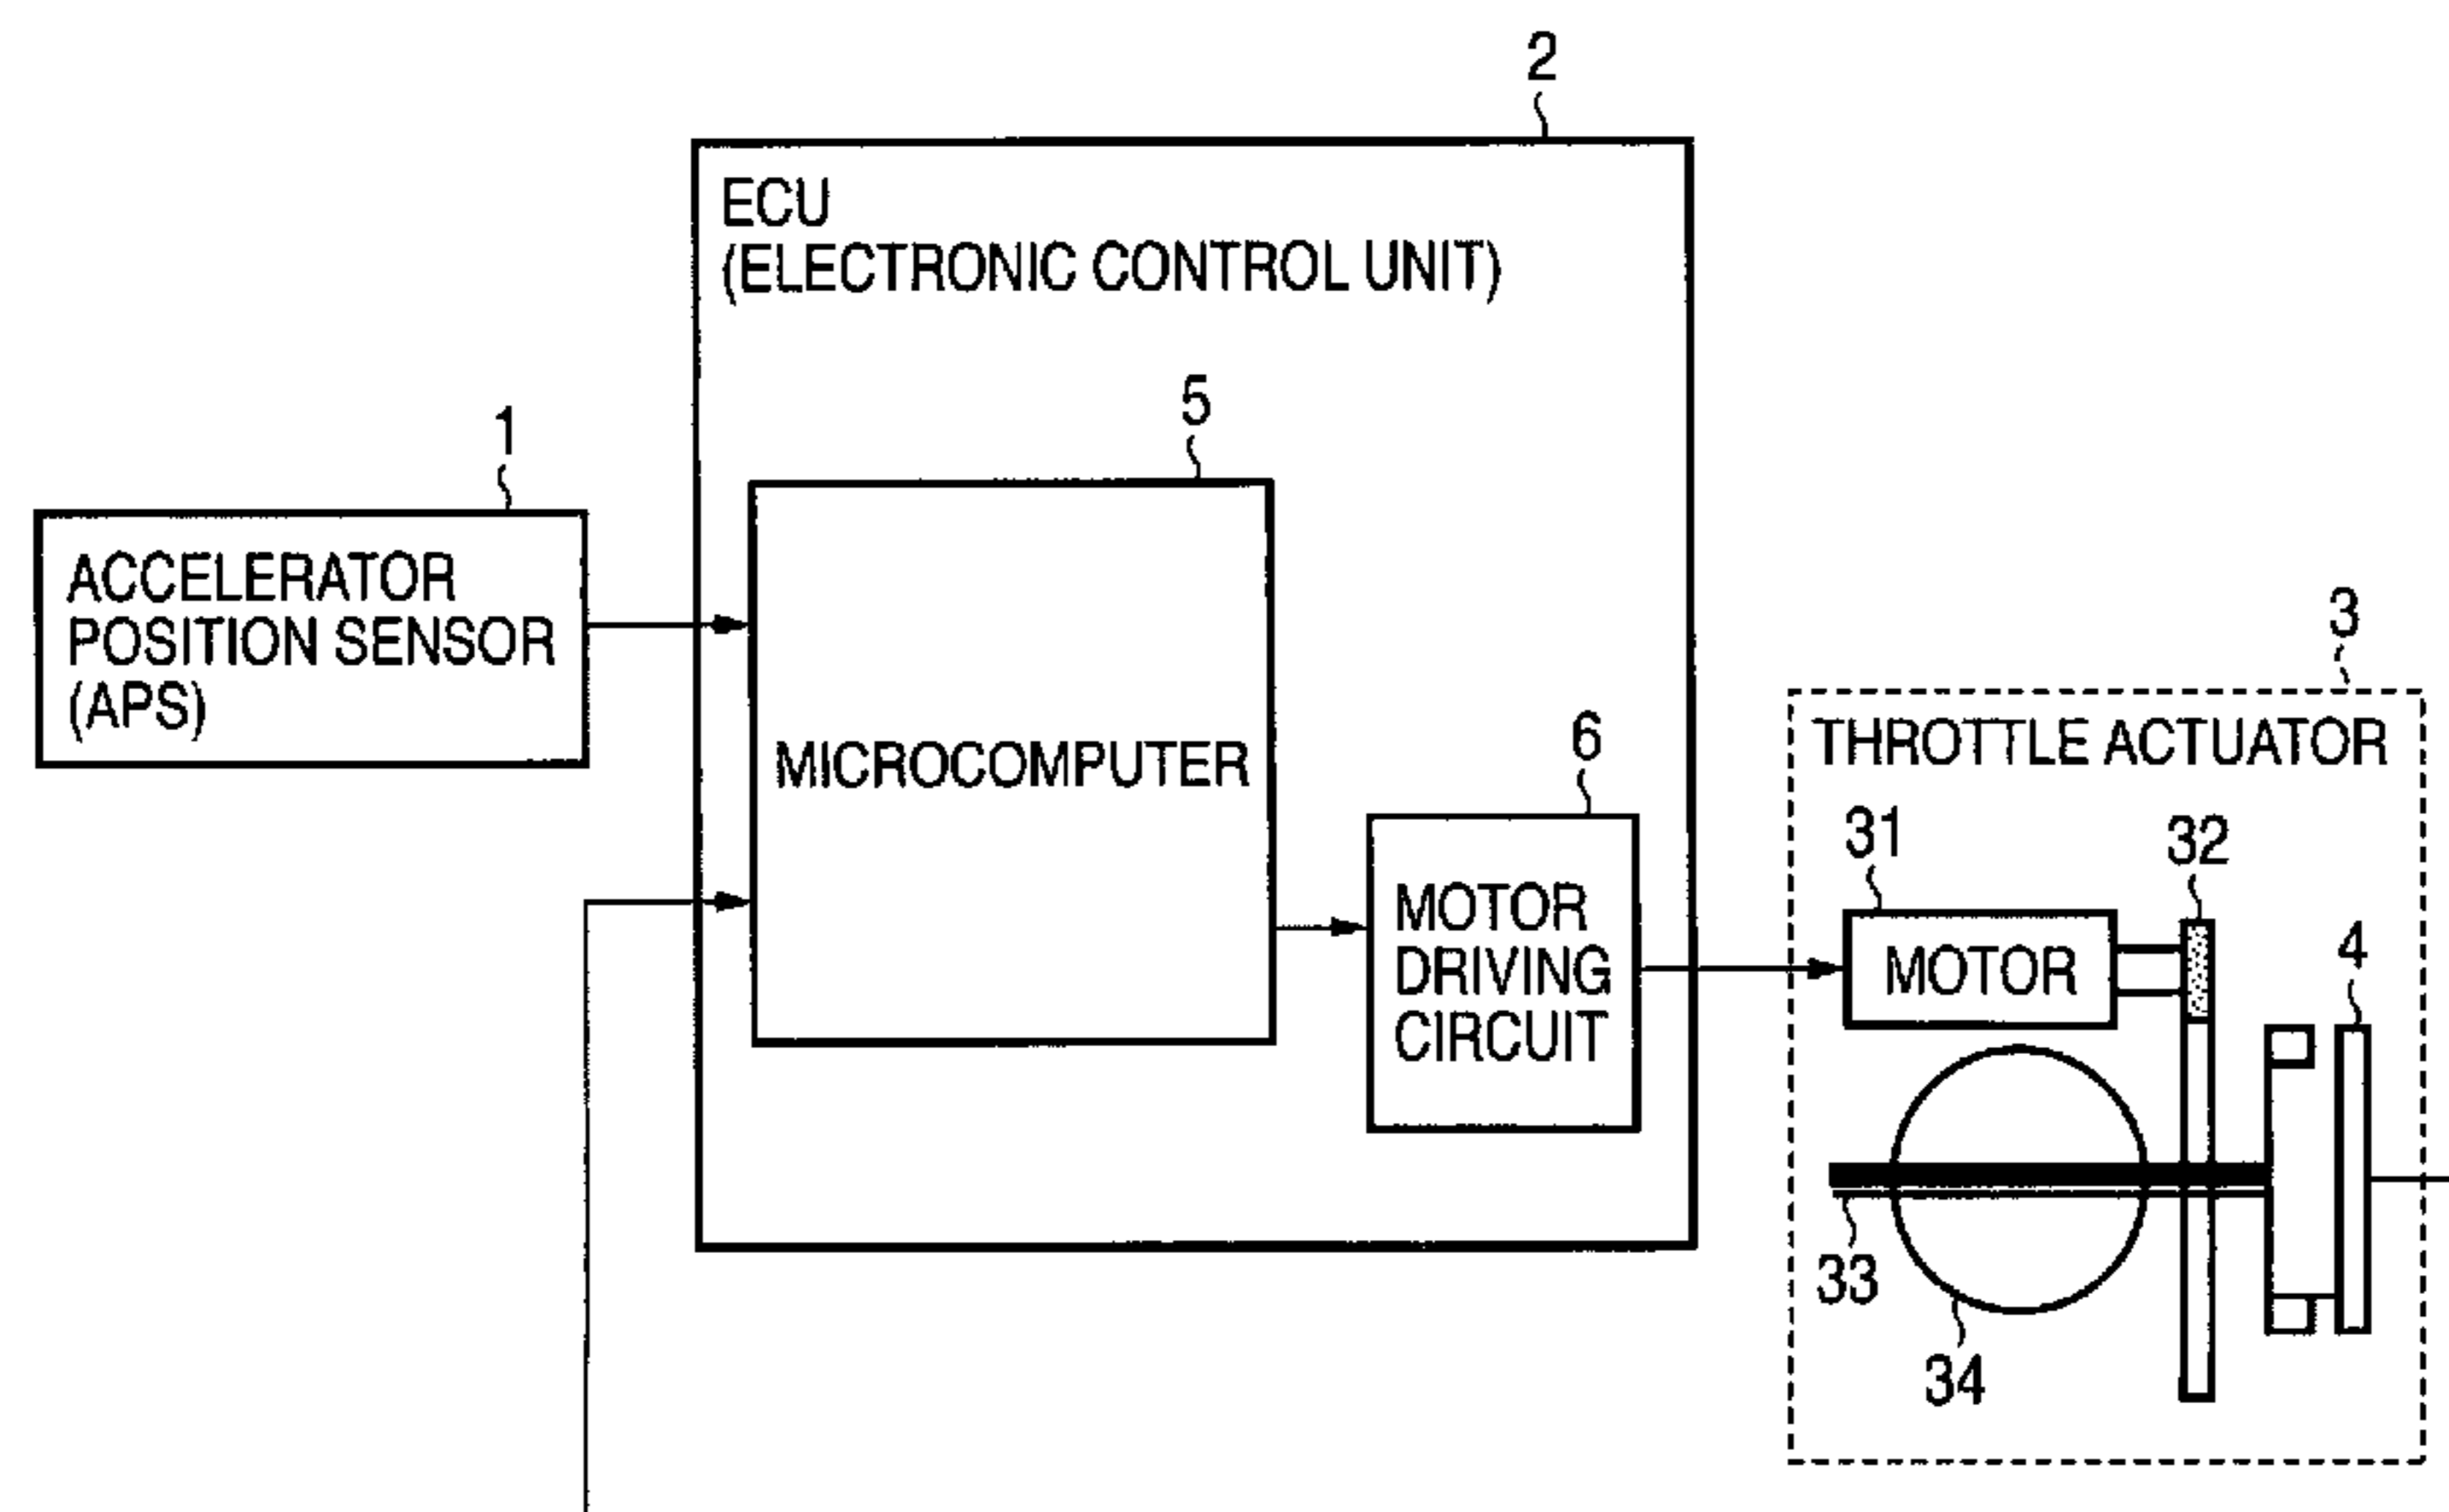 2
ECU
(ELECTRONIC CONTROL UNIT)
5
1
ACCELERATOR
POSITION SENSOR
(APS)
MICROCOMPUTER
6
MOTOR
DRIVING
CIRCUIT
3
THROTTLE ACTUATOR
31
32
MOTOR
4
33
34